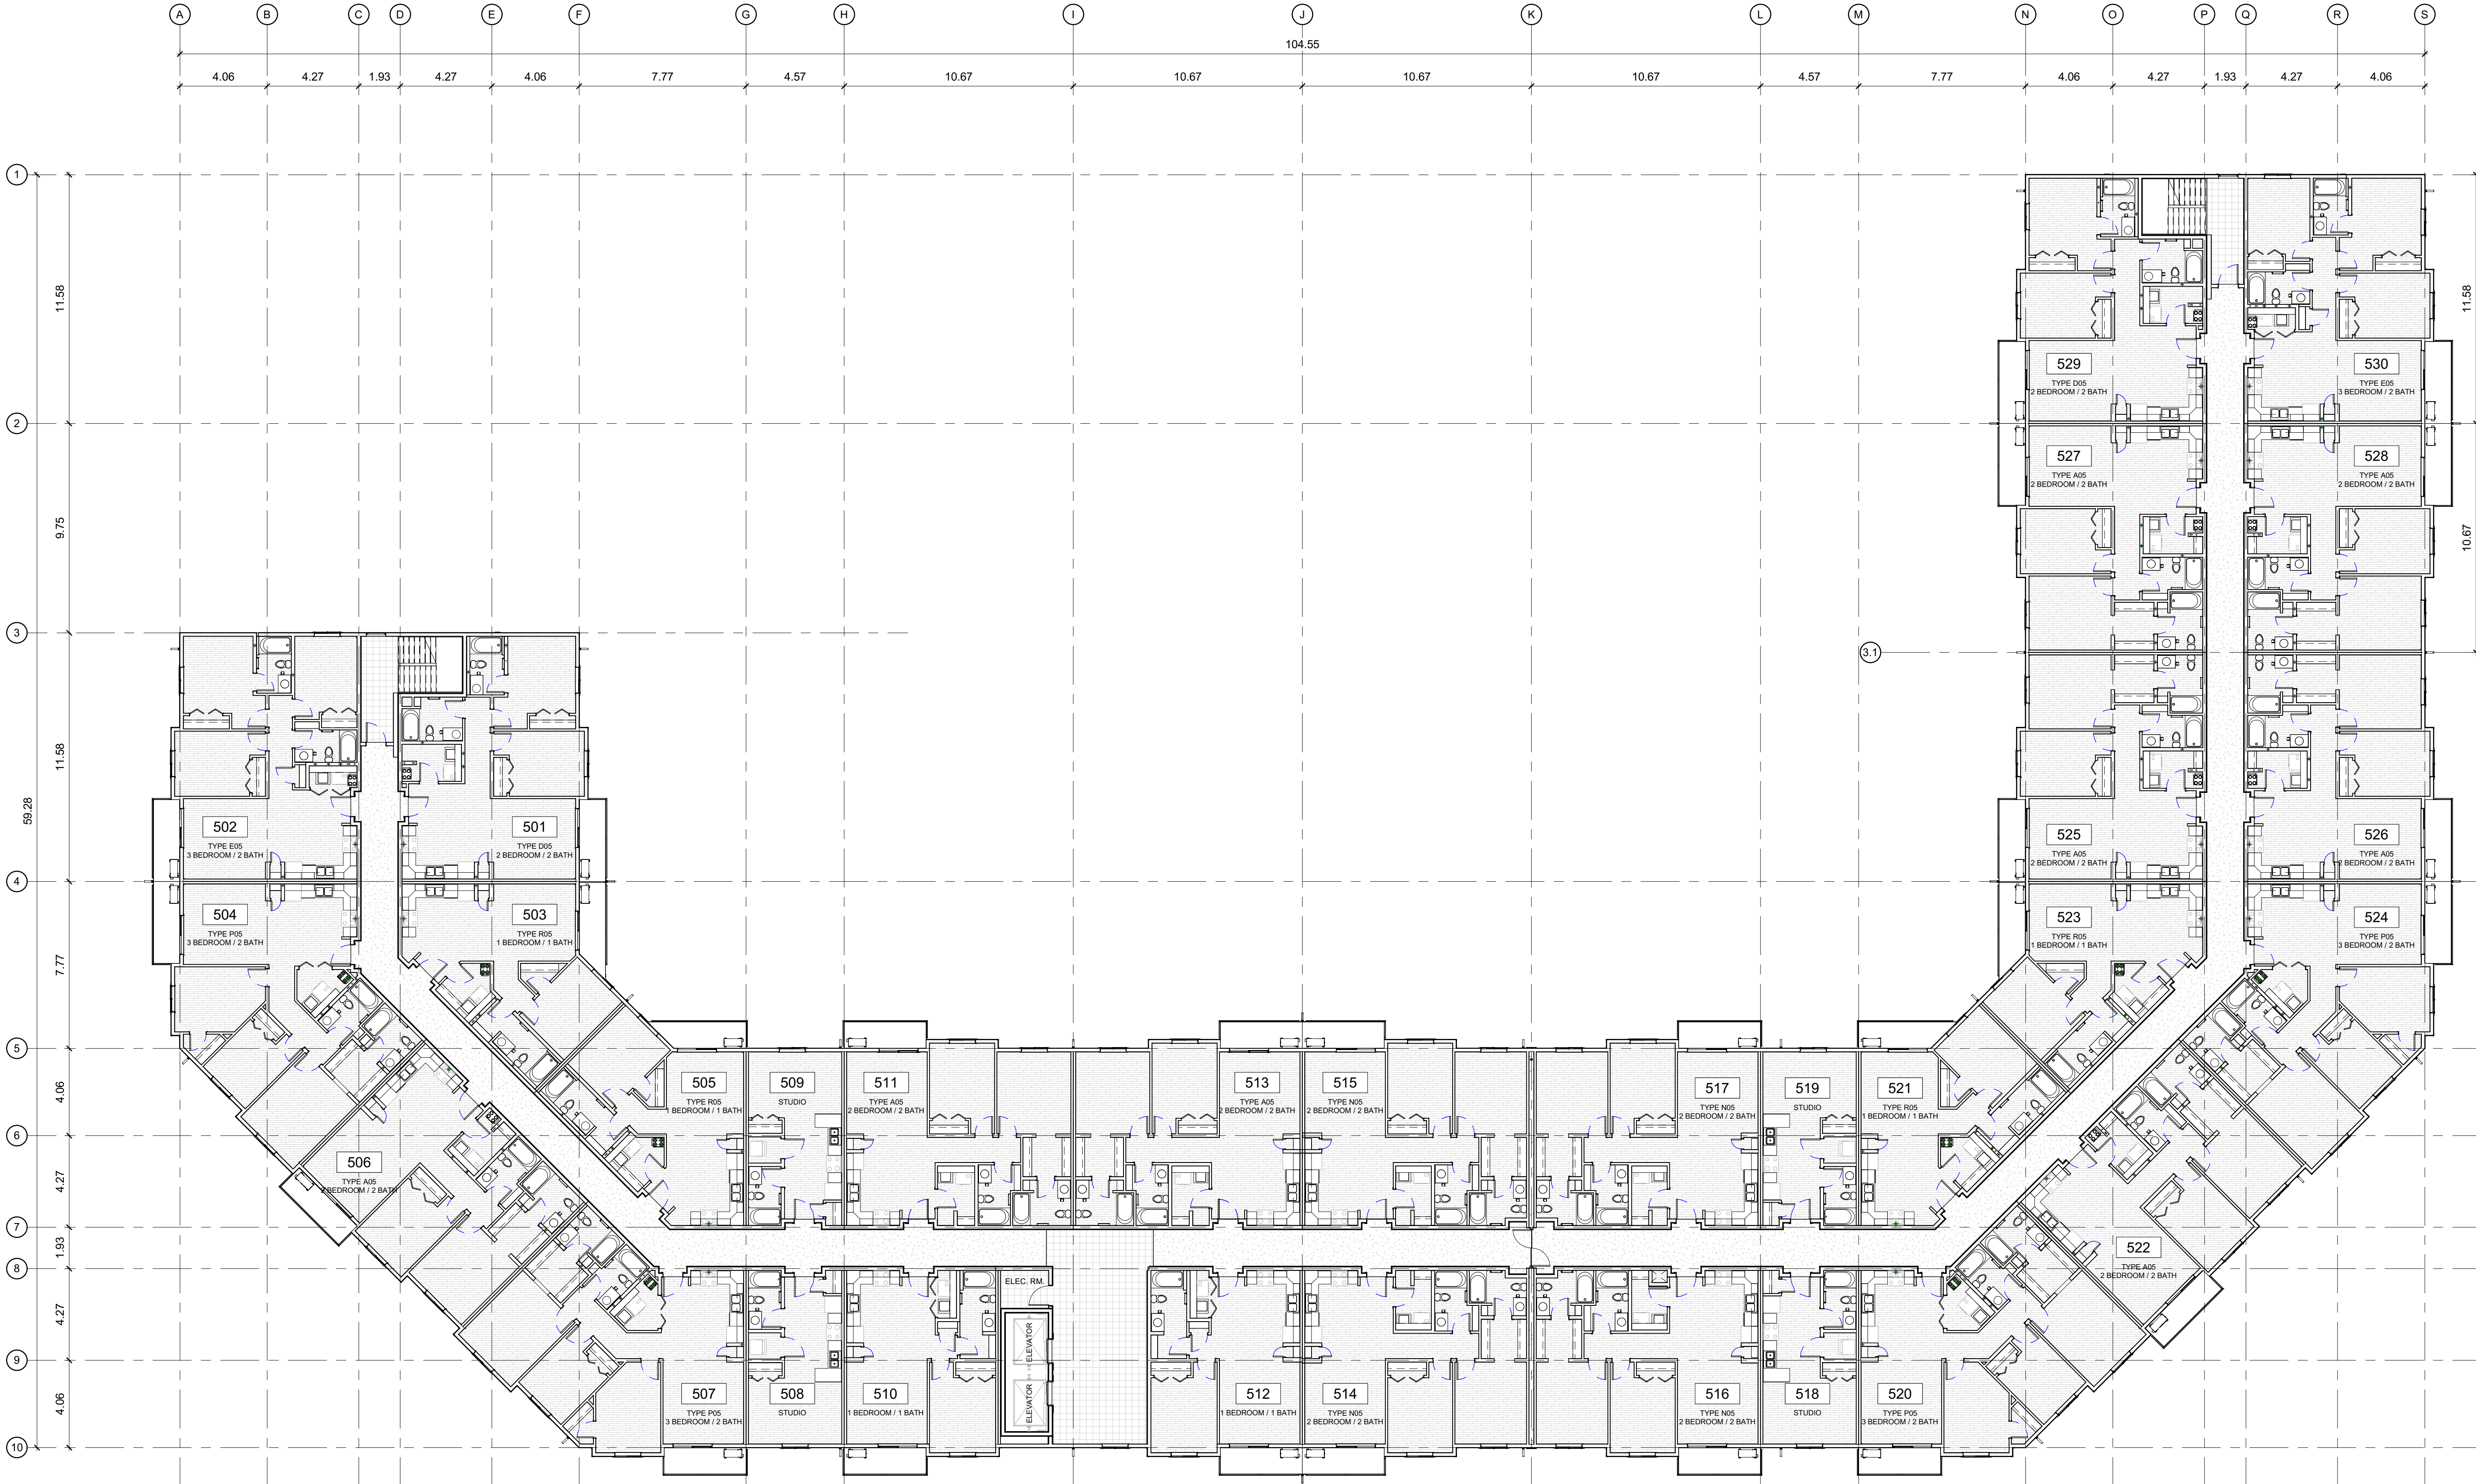 A B C D E F G H I J K L M N O P Q R S
104.55
4.06 4.27 1.93 4.27 4.06 7.77 4.57 10.67 10.67 10.67 10.67 4.57 7.77 4.06 4.27 1.93 4.27 4.06
1
11.58
11.58
529
TYPE D05
2 BEDROOM / 2 BATH
530
TYPE E05
3 BEDROOM / 2 BATH
2
527
TYPE A05
2 BEDROOM / 2 BATH
528
TYPE A05
2 BEDROOM / 2 BATH
9.75
10.67
3
3.1
11.58
59.28
502
TYPE E05
3 BEDROOM / 2 BATH
501
TYPE D05
2 BEDROOM / 2 BATH
525
TYPE A05
2 BEDROOM / 2 BATH
526
TYPE A05
2 BEDROOM / 2 BATH
4
504
TYPE P05
3 BEDROOM / 2 BATH
503
TYPE R05
1 BEDROOM / 1 BATH
523
TYPE R05
1 BEDROOM / 1 BATH
524
TYPE P05
3 BEDROOM / 2 BATH
7.77
5
4.06
505
TYPE R05
1 BEDROOM / 1 BATH
509
STUDIO
511
TYPE A05
2 BEDROOM / 2 BATH
513
TYPE A05
2 BEDROOM / 2 BATH
515
TYPE N05
2 BEDROOM / 2 BATH
517
TYPE N05
2 BEDROOM / 2 BATH
519
STUDIO
521
TYPE R05
1 BEDROOM / 1 BATH
6
506
TYPE A05
2 BEDROOM / 2 BATH
4.27
7
1.93
522
TYPE A05
2 BEDROOM / 2 BATH
8
ELEC. RM.
4.27
ELEVATOR
9
ELEVATOR
4.06
507
TYPE P05
3 BEDROOM / 2 BATH
508
STUDIO
510
1 BEDROOM / 1 BATH
512
1 BEDROOM / 1 BATH
514
TYPE N05
2 BEDROOM / 2 BATH
516
TYPE N05
2 BEDROOM / 2 BATH
518
STUDIO
520
TYPE P05
3 BEDROOM / 2 BATH
10